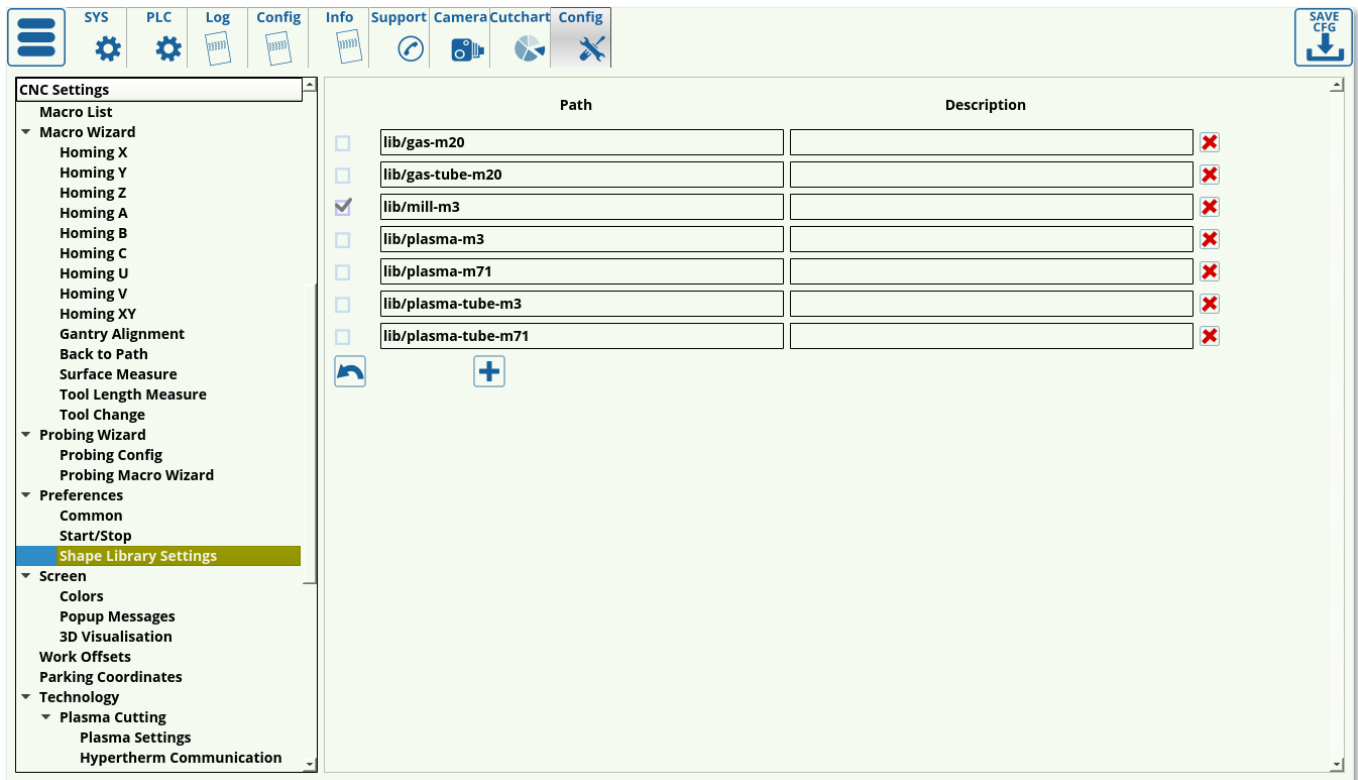 SYS PLC Log Config Info Support Camera Cutchart Config SAVE CFG
CNC Settings
Macro List
Macro Wizard
Homing X
Homing Y
Homing Z
Homing A
Homing B
Homing C
Homing U
Homing V
Homing XY
Gantry Alignment
Back to Path
Surface Measure
Tool Length Measure
Tool Change
Probing Wizard
Probing Config
Probing Macro Wizard
Preferences
Common
Start/Stop
Shape Library Settings
Screen
Colors
Popup Messages
3D Visualisation
Work Offsets
Parking Coordinates
Technology
Plasma Cutting
Plasma Settings
Hypertherm Communication
Path Description
lib/gas-m20
lib/gas-tube-m20
lib/mill-m3
lib/plasma-m3
lib/plasma-m71
lib/plasma-tube-m3
lib/plasma-tube-m71